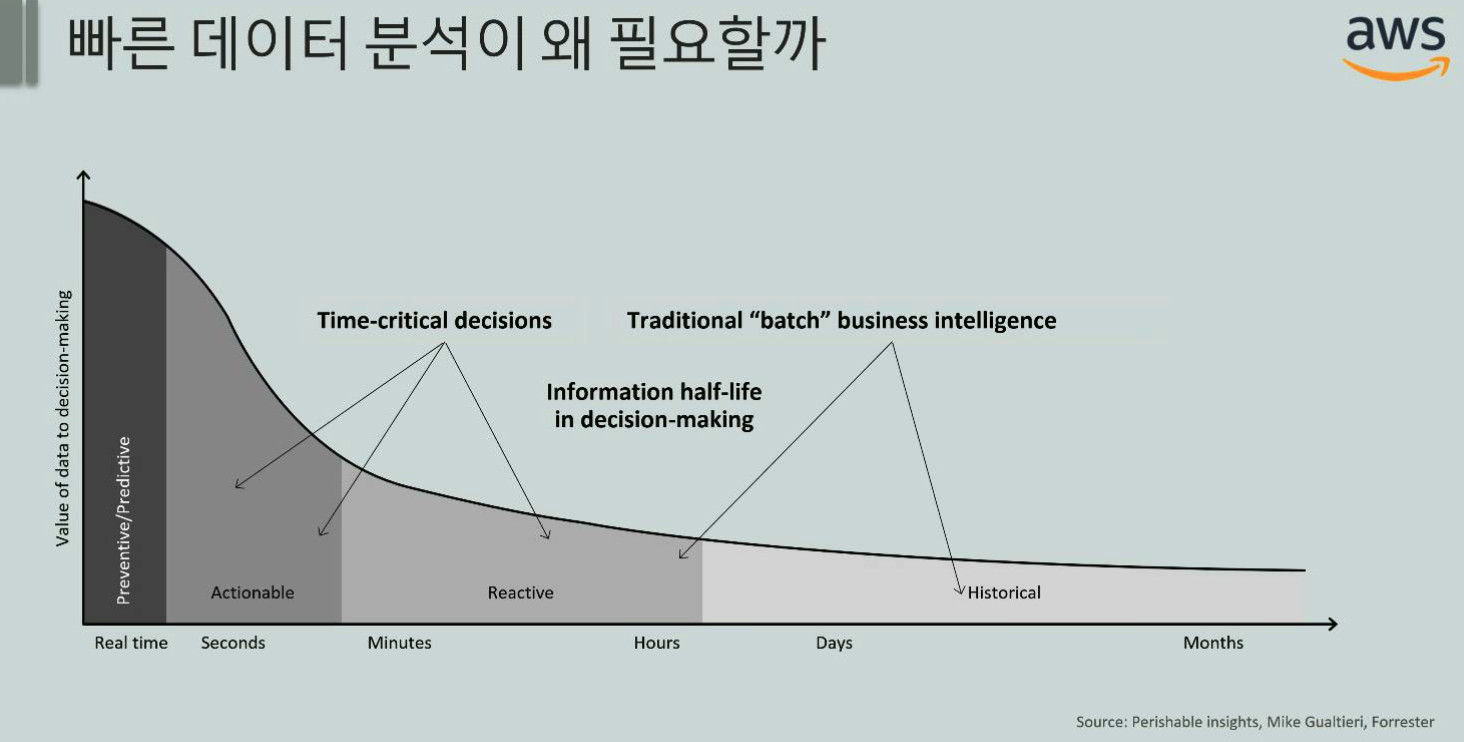 빠른 데이터 분석이 왜 필요할까
aws
Value of data to decision-making
Time-critical decisions
Traditional “batch” business intelligence
Information half-life
in decision-making
Preventive/Predictive
Actionable
Reactive
Historical
Real time
Seconds
Minutes
Hours
Days
Months
Source: Perishable insights, Mike Gualtieri, Forrester